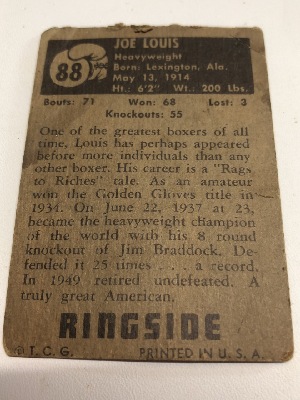 JOE LOUIS
88
Heavyweight
Born: Lexington, Ala.
May 13, 1914
Ht.: 6'2" Wt.: 200 Lbs.
Bouts: 71 Won: 68 Lost: 3
Knockouts: 55
One of the greatest boxers of all
time, Louis has perhaps appeared
before more individuals than any
other boxer. His career is a "Rags
to Riches" tale. As an amateur
won the Golden Gloves title in
1934. On June 22, 1937 at 23,
became the heavyweight champion
of the world with his 8 round
knockout of Jim Braddock. De-
fended it 25 times . . . a record.
In 1949 retired undefeated. A
truly great American.
RINGSIDE
© T. C. G. PRINTED IN U. S. A.